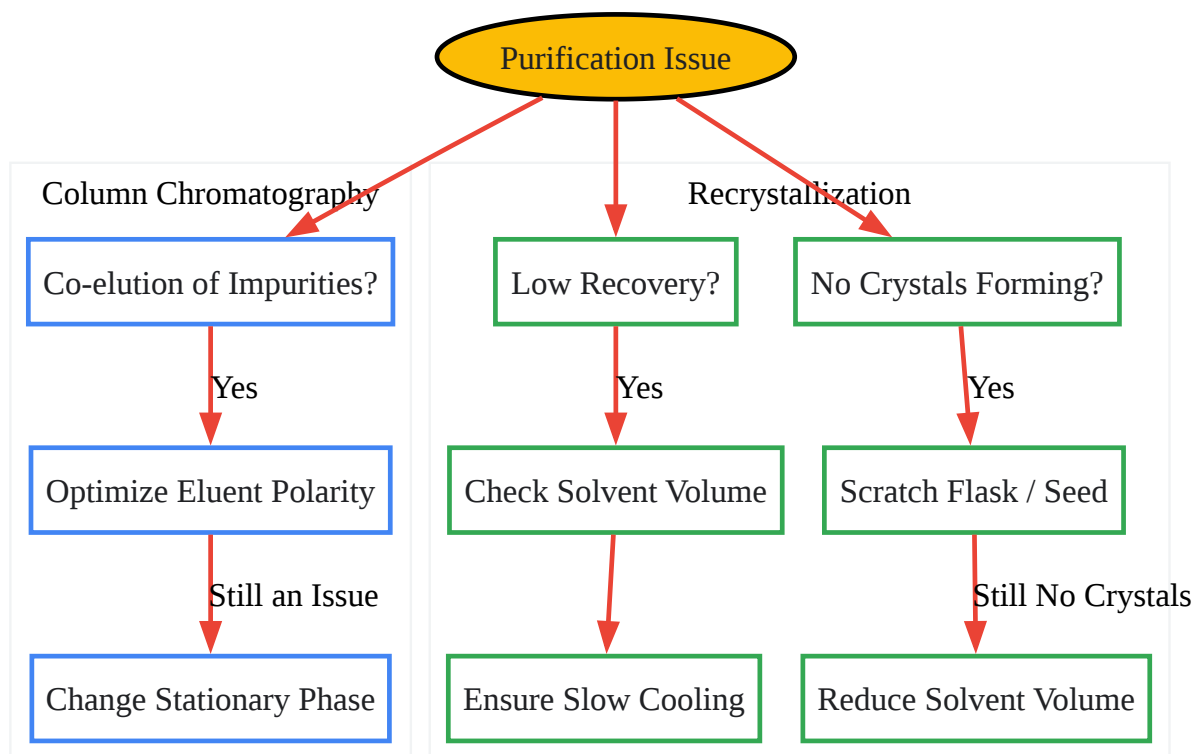 Purification Issue
Column Chromatography
Recrystallization
Co-elution of Impurities?
Low Recovery?
No Crystals Forming?
Yes
Yes
Yes
Optimize Eluent Polarity
Check Solvent Volume
Scratch Flask / Seed
Still an Issue
Still No Crystals
Change Stationary Phase
Ensure Slow Cooling
Reduce Solvent Volume